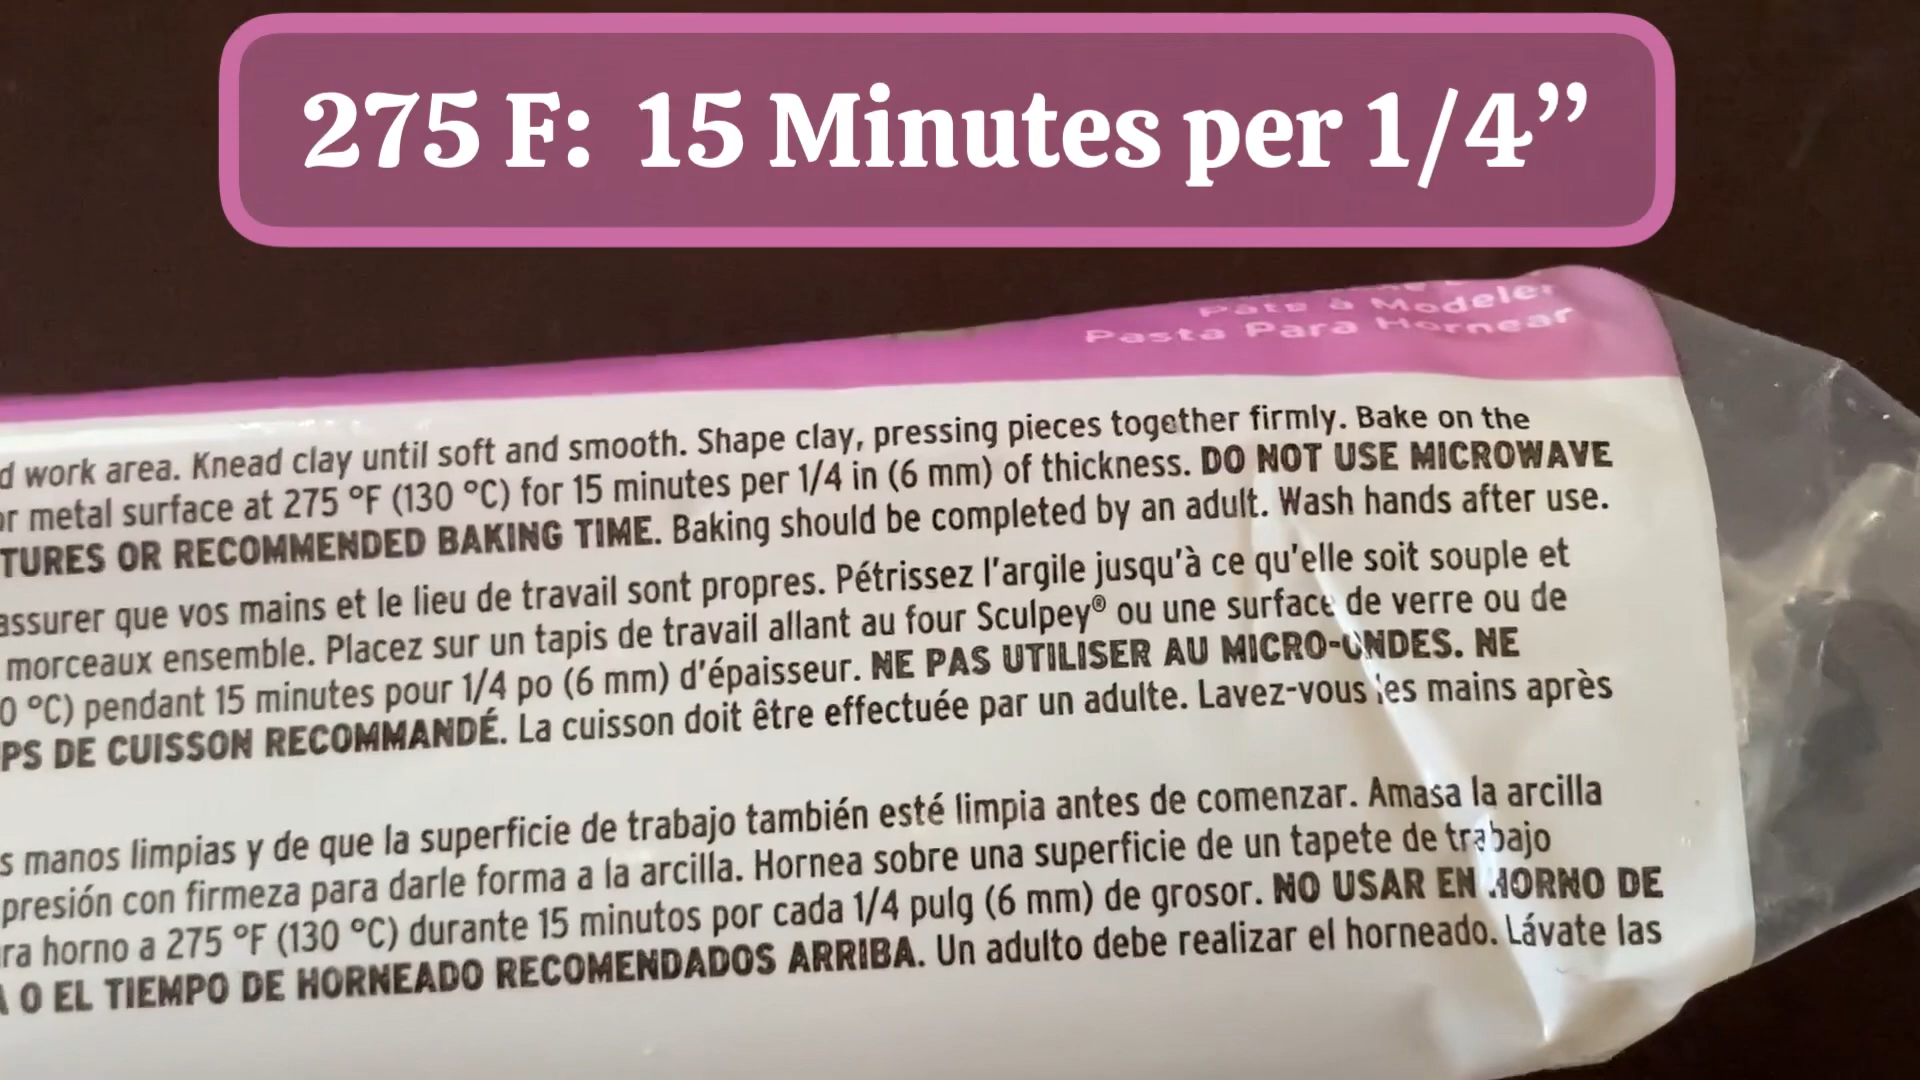 275 F: 15 Minutes per 1/4”
Pâte à Modeler
Pasta Para Hornear
d work area. Knead clay until soft and smooth. Shape clay, pressing pieces together firmly. Bake on the
or metal surface at 275 °F (130 °C) for 15 minutes per 1/4 in (6 mm) of thickness. DO NOT USE MICROWAVE
TURES OR RECOMMENDED BAKING TIME. Baking should be completed by an adult. Wash hands after use.
assurer que vos mains et le lieu de travail sont propres. Pétrissez l'argile jusqu'à ce qu'elle soit souple et
morceaux ensemble. Placez sur un tapis de travail allant au four Sculpey® ou une surface de verre ou de
0 °C) pendant 15 minutes pour 1/4 po (6 mm) d'épaisseur. NE PAS UTILISER AU MICRO-ONDES. NE
PS DE CUISSON RECOMMANDÉ. La cuisson doit être effectuée par un adulte. Lavez-vous les mains après
s manos limpias y de que la superficie de trabajo también esté limpia antes de comenzar. Amasa la arcilla
presión con firmeza para darle forma a la arcilla. Hornea sobre una superficie de un tapete de trabajo
ra horno a 275 °F (130 °C) durante 15 minutos por cada 1/4 pulg (6 mm) de grosor. NO USAR EN HORNO DE
A O EL TIEMPO DE HORNEADO RECOMENDADOS ARRIBA. Un adulto debe realizar el horneado. Lávate las